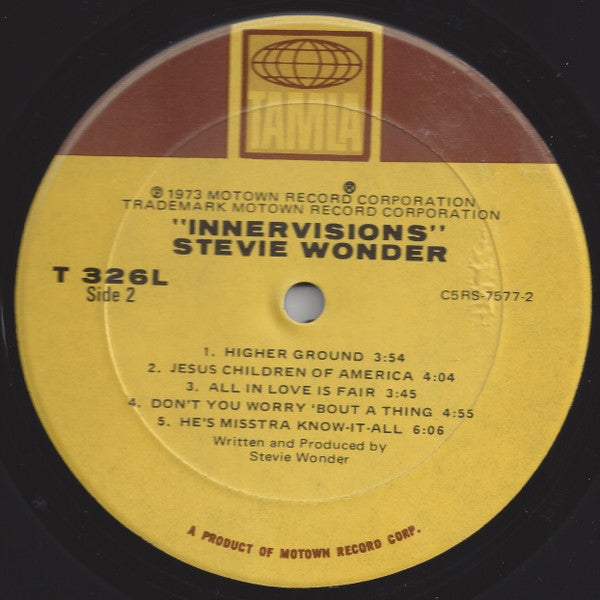 TAMLA
®
℗ 1973 MOTOWN RECORD CORPORATION
TRADEMARK MOTOWN RECORD CORPORATION
"INNERVISIONS"
STEVIE WONDER
T 326L
Side 2
CSRS-7577-2
1. HIGHER GROUND 3:54
2. JESUS CHILDREN OF AMERICA 4:04
3. ALL IN LOVE IS FAIR 3:45
4. DON'T YOU WORRY 'BOUT A THING 4:55
5. HE'S MISSTRA KNOW-IT-ALL 6:06
Written and Produced by
Stevie Wonder
A PRODUCT OF MOTOWN RECORD CORP.